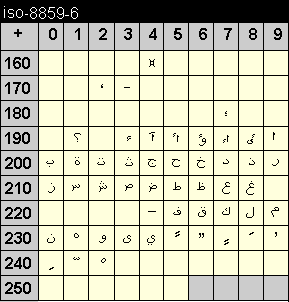 iso-8859-6
+ 0 1 2 3 4 5 6 7 8 9
160 ¤
170 ، -
180 ؛
190 ؟ ء آ أ ؤ إ ئ ا
200 ب ة ت ث ج ح خ د ذ ر
210 ز س ش ص ض ط ظ ع غ
220 ـ ف ق ك ل م
230 ن ه و ى ي ً ٌ ٍ َ ُ
240 ِ ّ ْ
250